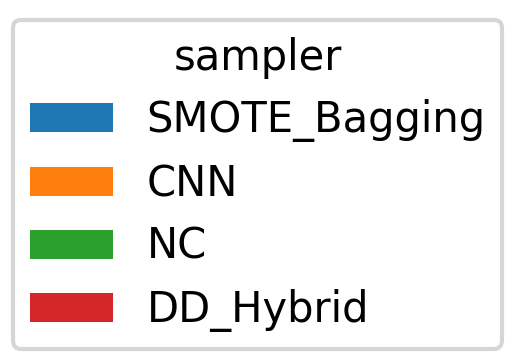 sampler
SMOTE_Bagging
CNN
NC
DD_Hybrid